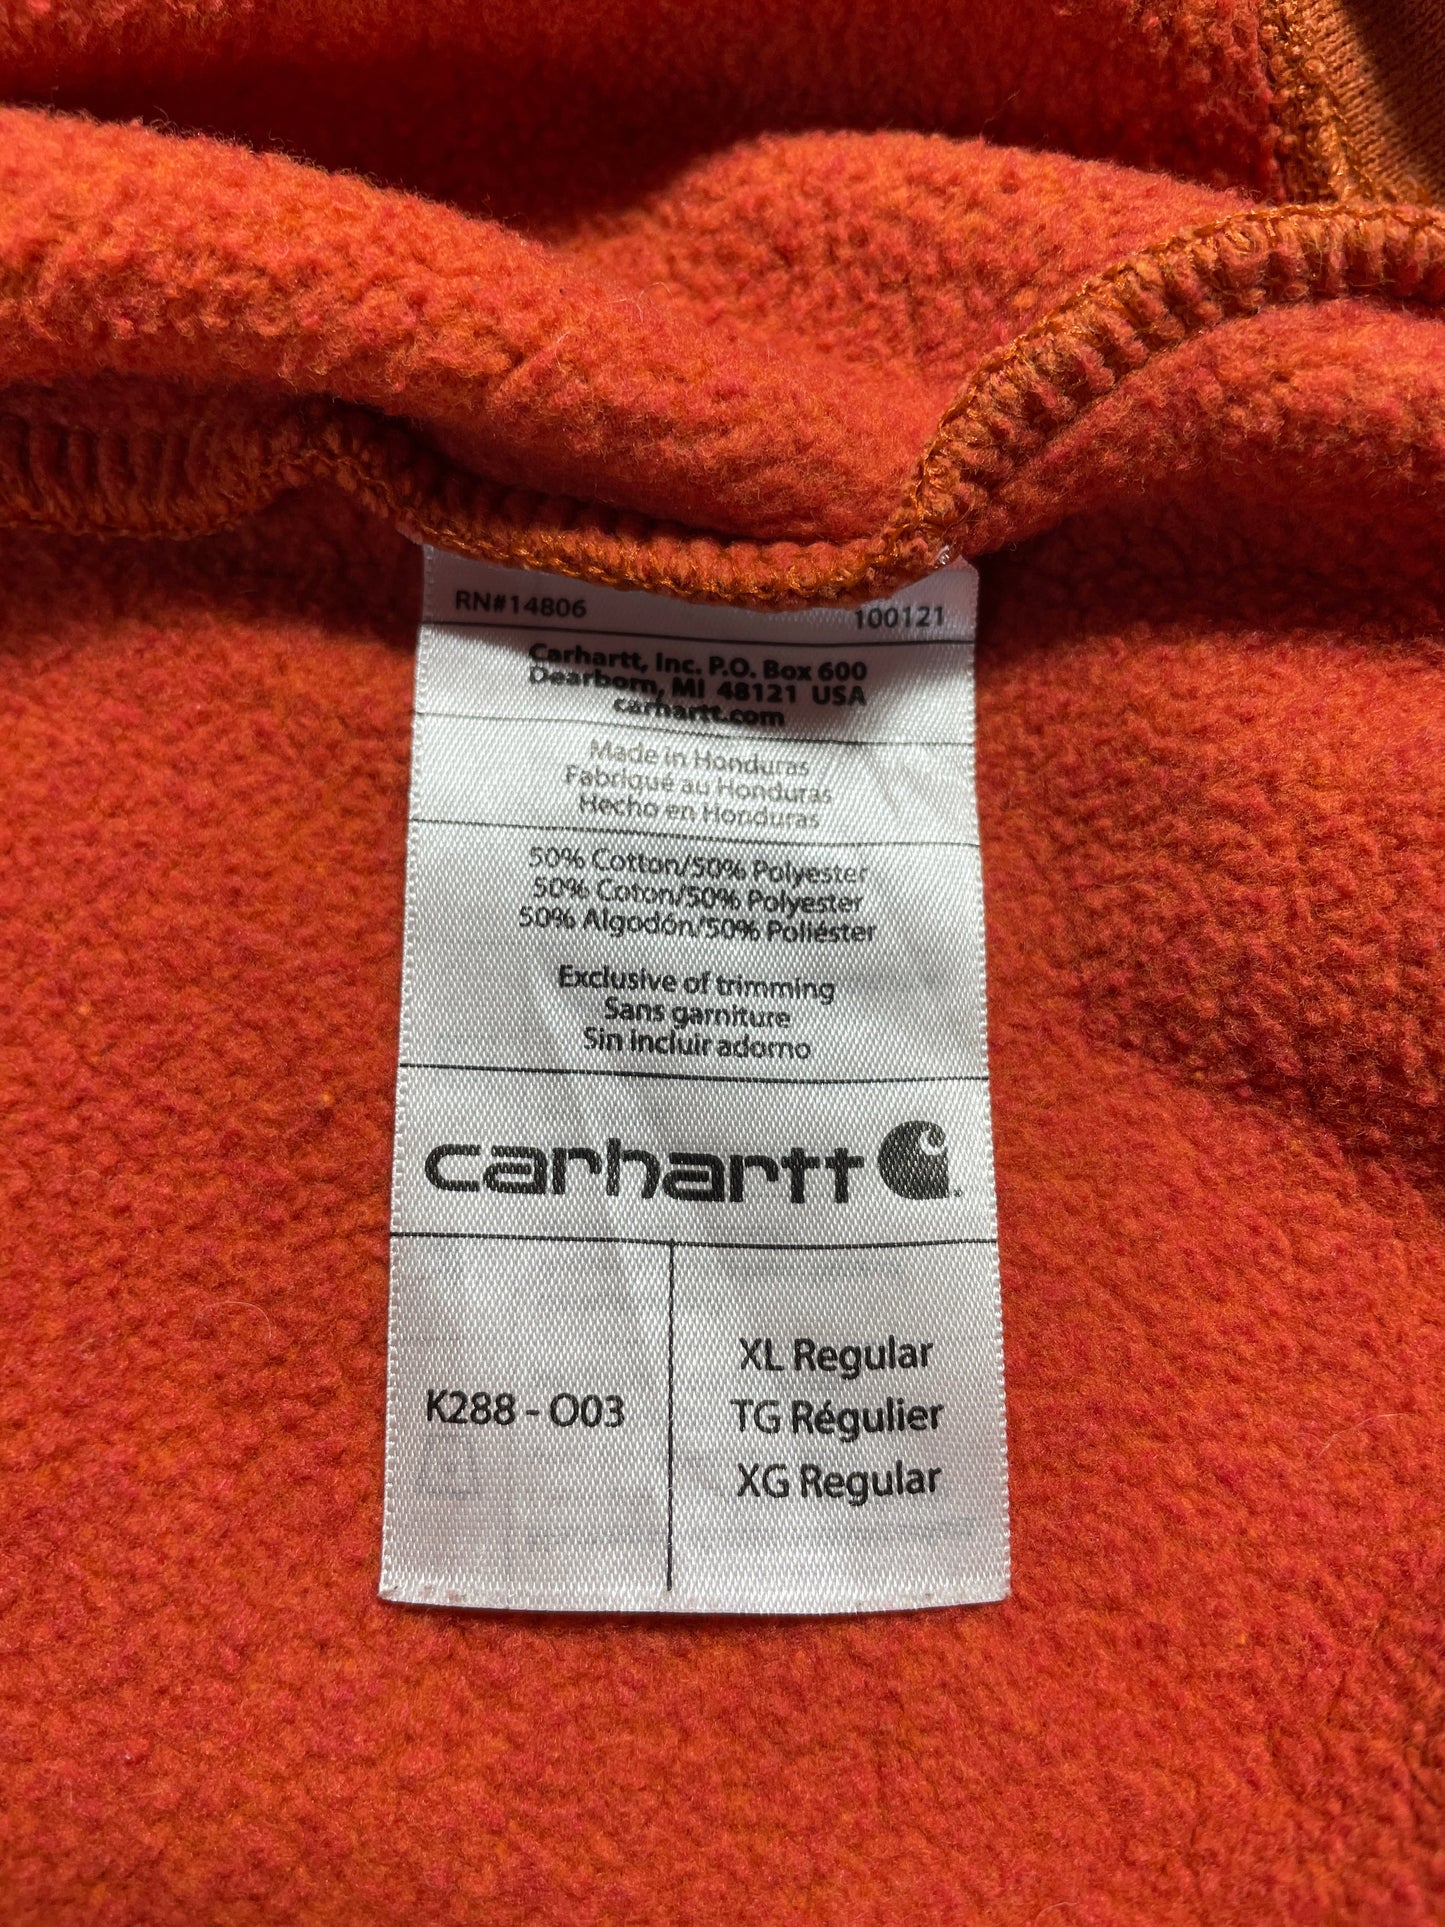 RN#14806 100121
Carhartt, Inc. P.O. Box 600
Dearborn, MI 48121 USA
carhartt.com
Made in Honduras
Fabriqué au Honduras
Hecho en Honduras
50% Cotton/50% Polyester
50% Coton/50% Polyester
50% Algodón/50% Poliéster
Exclusive of trimming
Sans garniture
Sin incluir adorno
carhartt
K288 - O03
XL Regular
TG Régulier
XG Regular